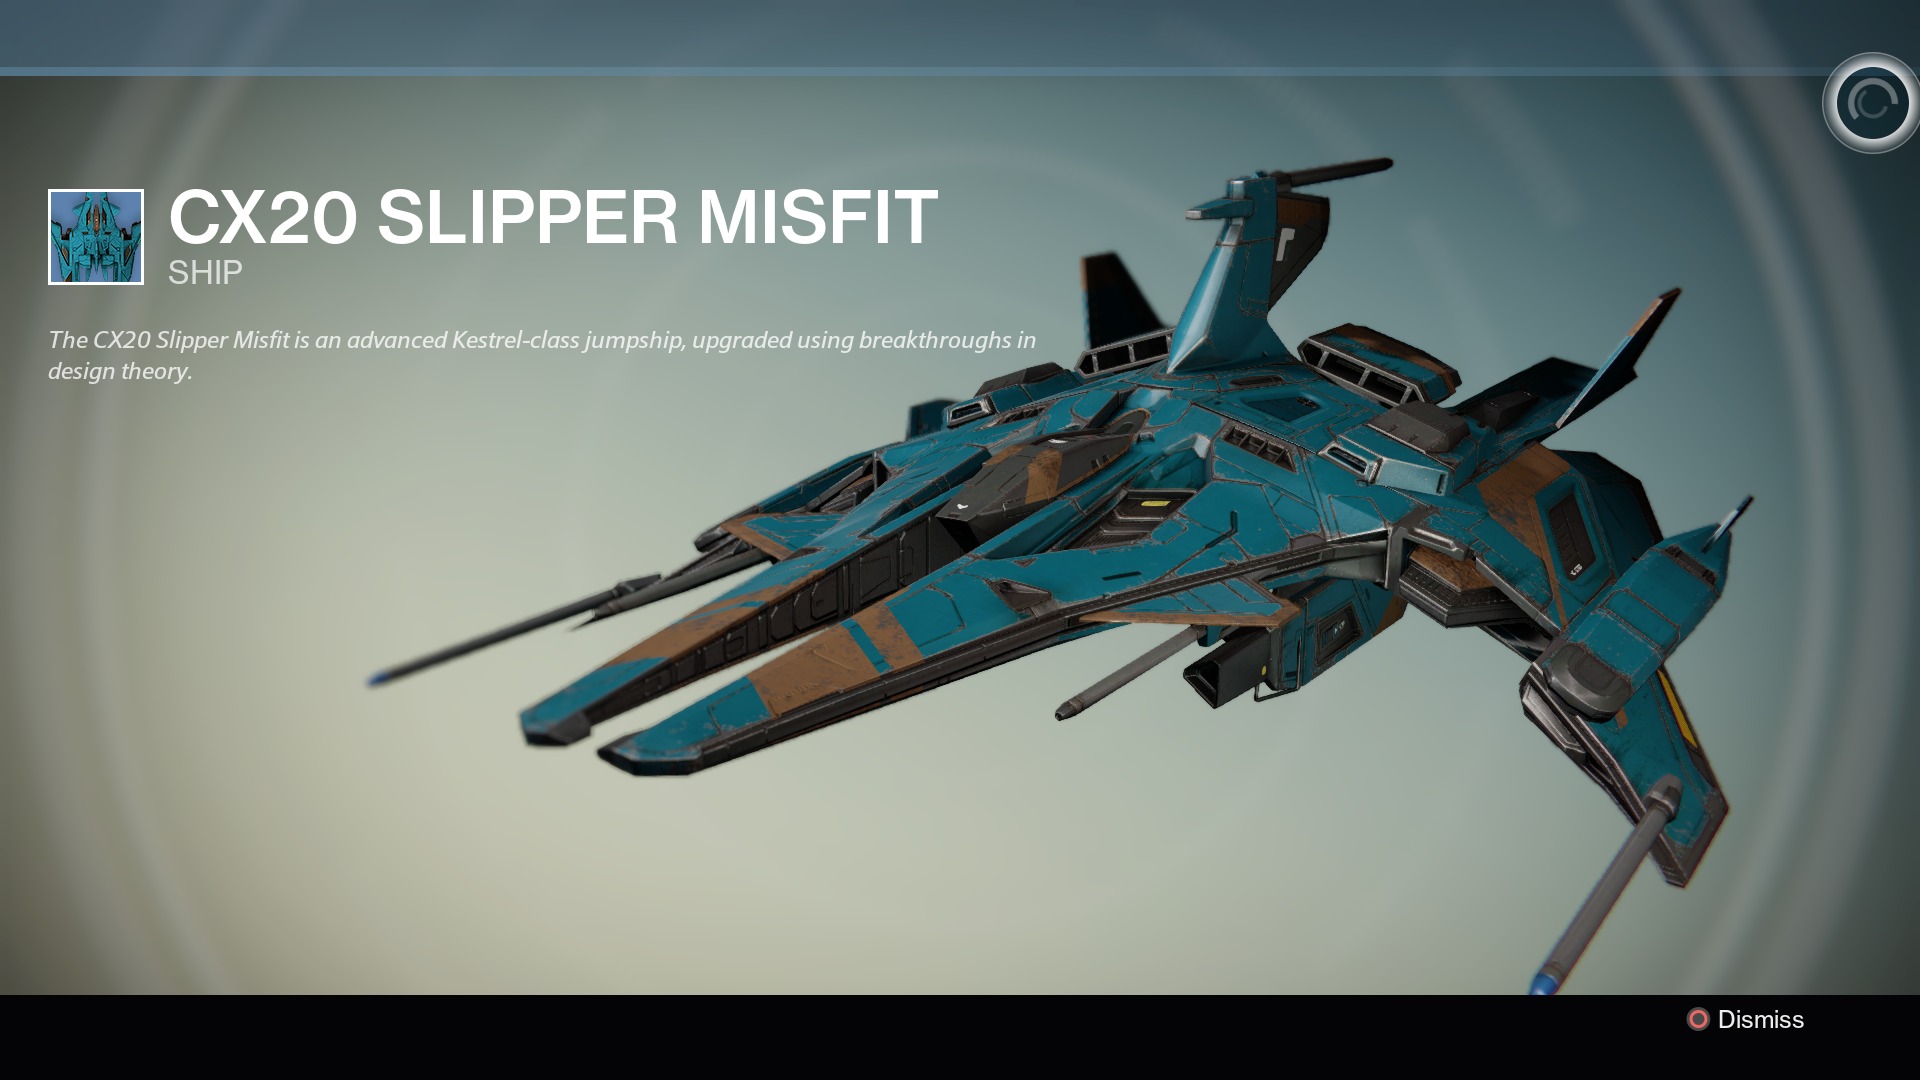 CX20 SLIPPER MISFIT
SHIP
The CX20 Slipper Misfit is an advanced Kestrel-class jumpship, upgraded using breakthroughs in
design theory.
Dismiss